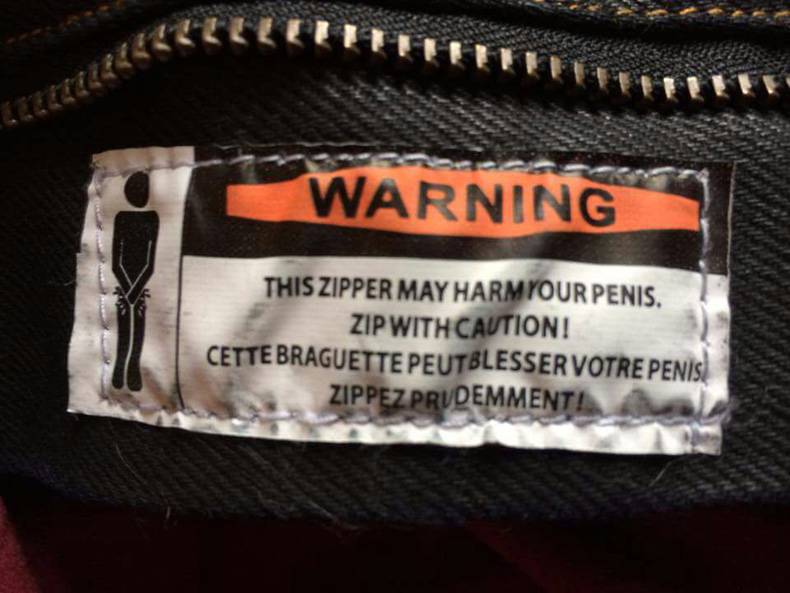 WARNING
THIS ZIPPER MAY HARM YOUR PENIS.
ZIP WITH CAUTION!
CETTE BRAGUETTE PEUT BLESSER VOTRE PENIS
ZIPPEZ PRUDEMMENT!